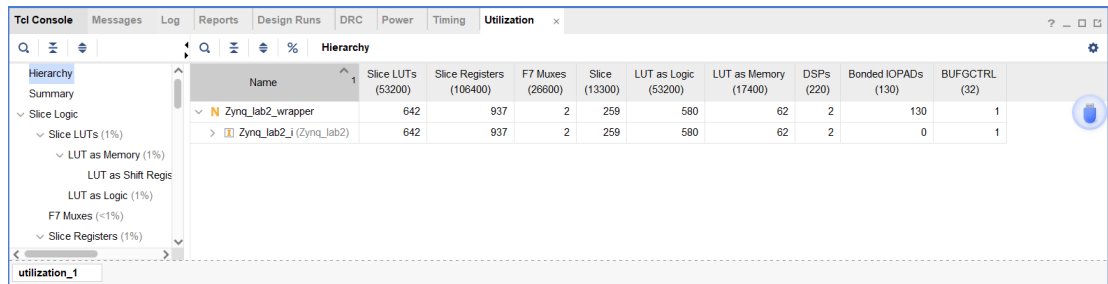 Tcl Console Messages Log Reports Design Runs DRC Power Timing Utilization × ? _
% Hierarchy
Hierarchy
Summary
Slice Logic
Slice LUTs (1%)
LUT as Memory (1%)
LUT as Shift Regis
LUT as Logic (1%)
F7 Muxes (<1%)
Slice Registers (1%)
Name 1 Slice LUTs (53200) Slice Registers (106400) F7 Muxes (26600) Slice (13300) LUT as Logic (53200) LUT as Memory (17400) DSPs (220) Bonded IOPADs (130) BUFGCTRL (32)
N Zynq_lab2_wrapper 642 937 2 259 580 62 2 130 1
I Zynq_lab2_i (Zynq_lab2) 642 937 2 259 580 62 2 0 1
utilization_1